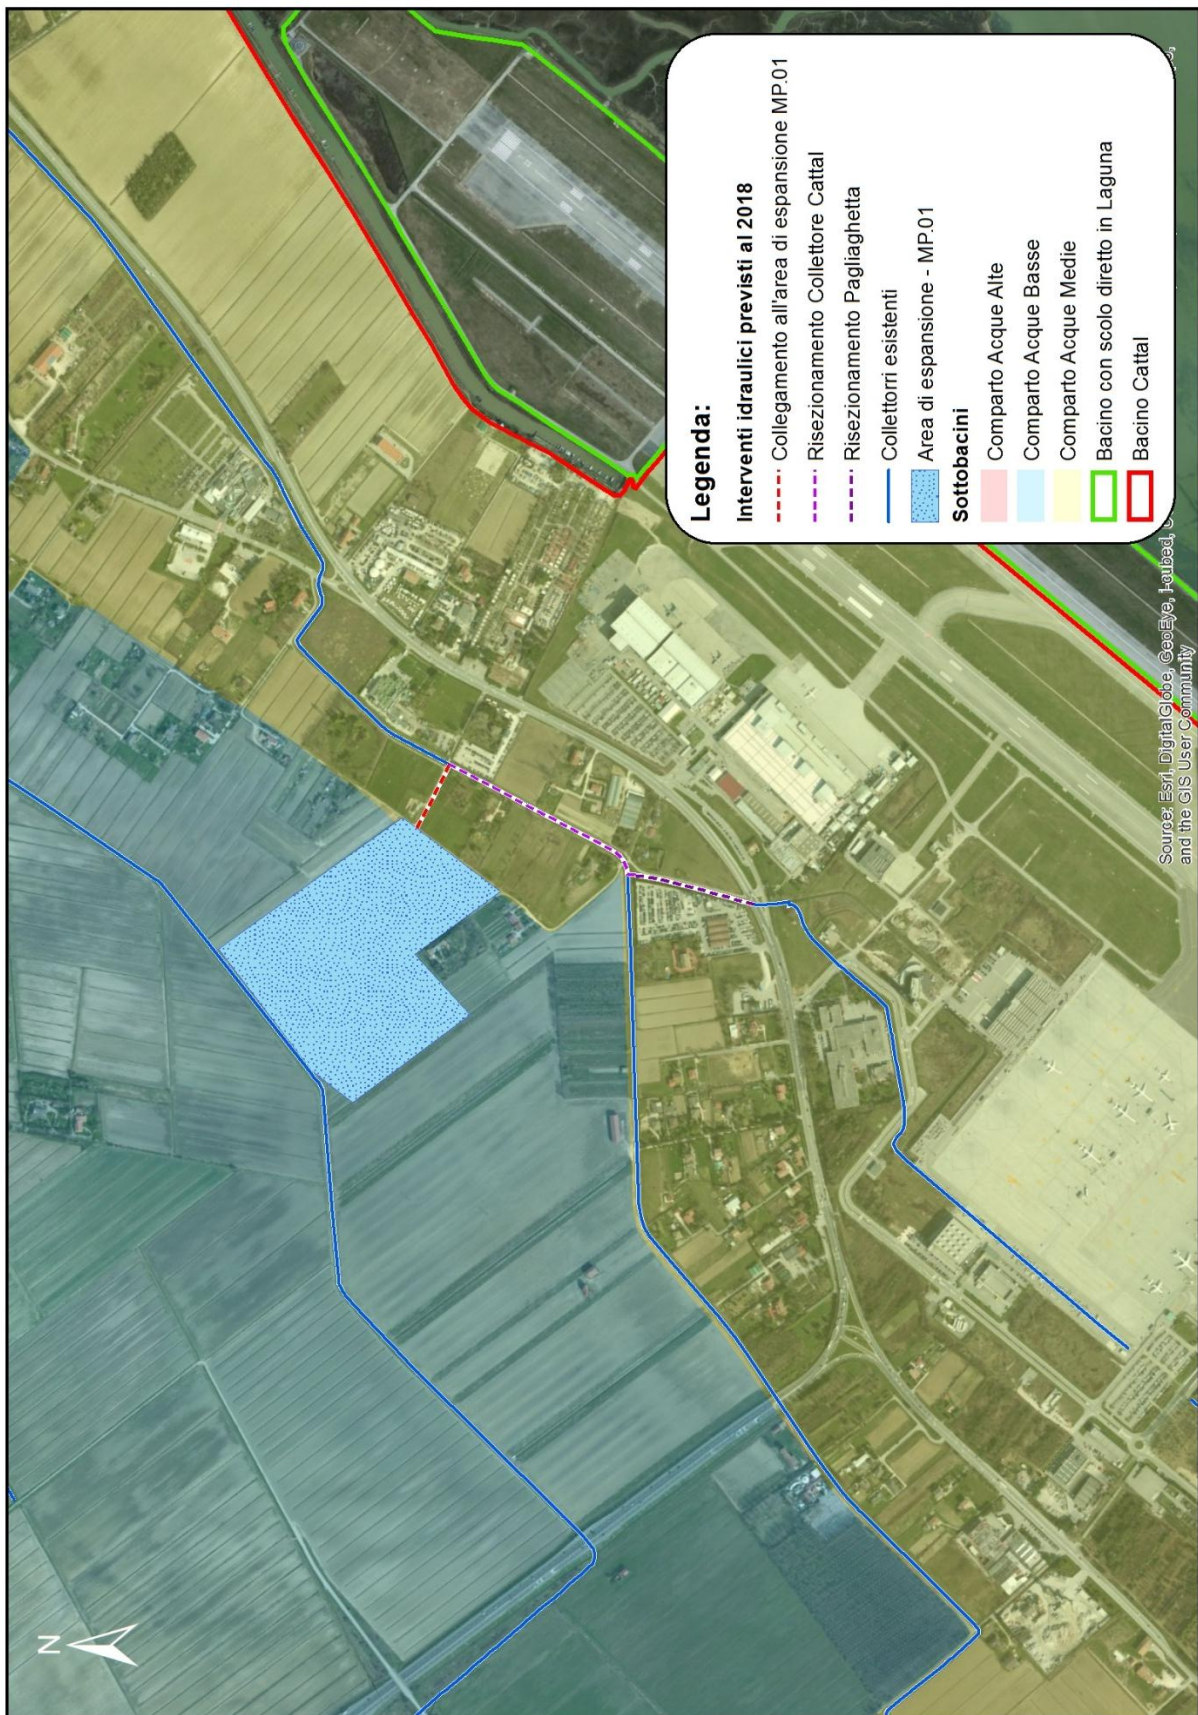 N
Legenda:
Interventi idraulici previsti al 2018
Collegamento all'area di espansione MP.01
Risezionamento Collettore Cattal
Risezionamento Pagliaghetta
Collettorri esistenti
Area di espansione - MP.01
Sottobacini
Comparto Acque Alte
Comparto Acque Basse
Comparto Acque Medie
Bacino con scolo diretto in Laguna
Bacino Cattal
Source: Esri, DigitalGlobe, GeoEye, i-cubed,
and the GIS User Community